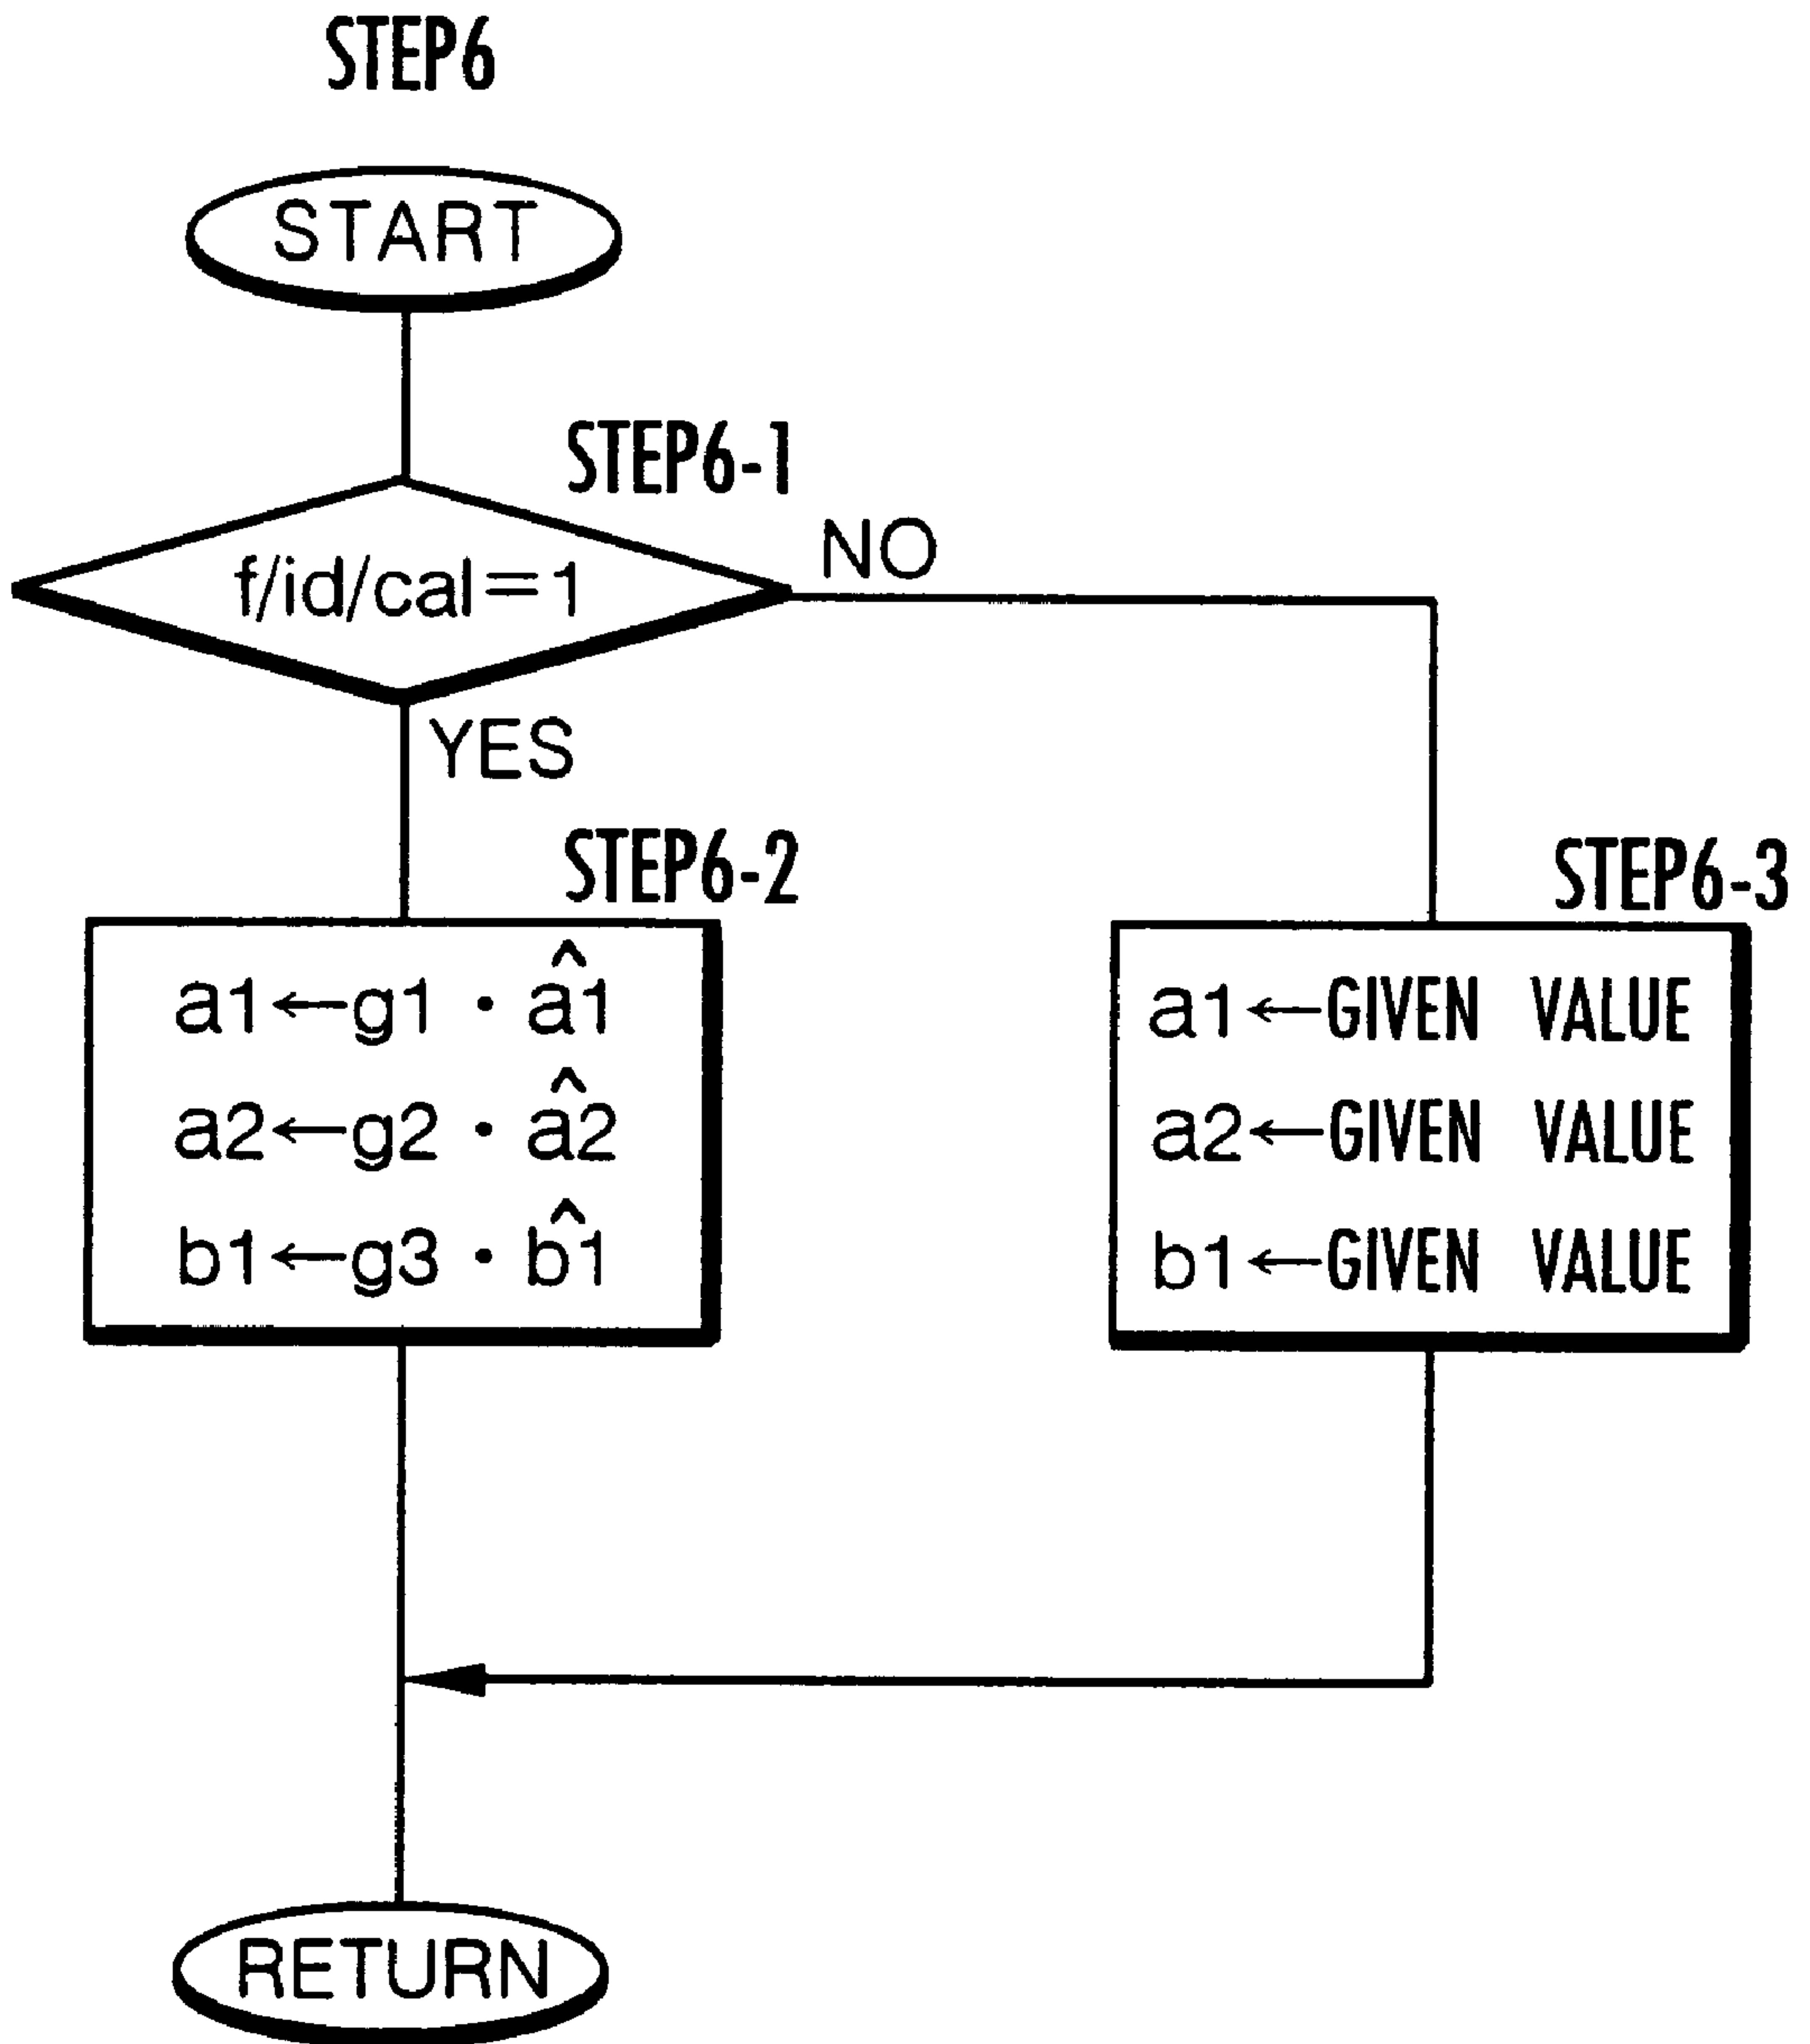 STEP6
START
STEP6-1
f/id/cal=1
NO
YES
STEP6-2
a1←g1 · â1
a2←g2 · â2
b1←g3 · b̂1
STEP6-3
a1←GIVEN VALUE
a2←GIVEN VALUE
b1←GIVEN VALUE
RETURN